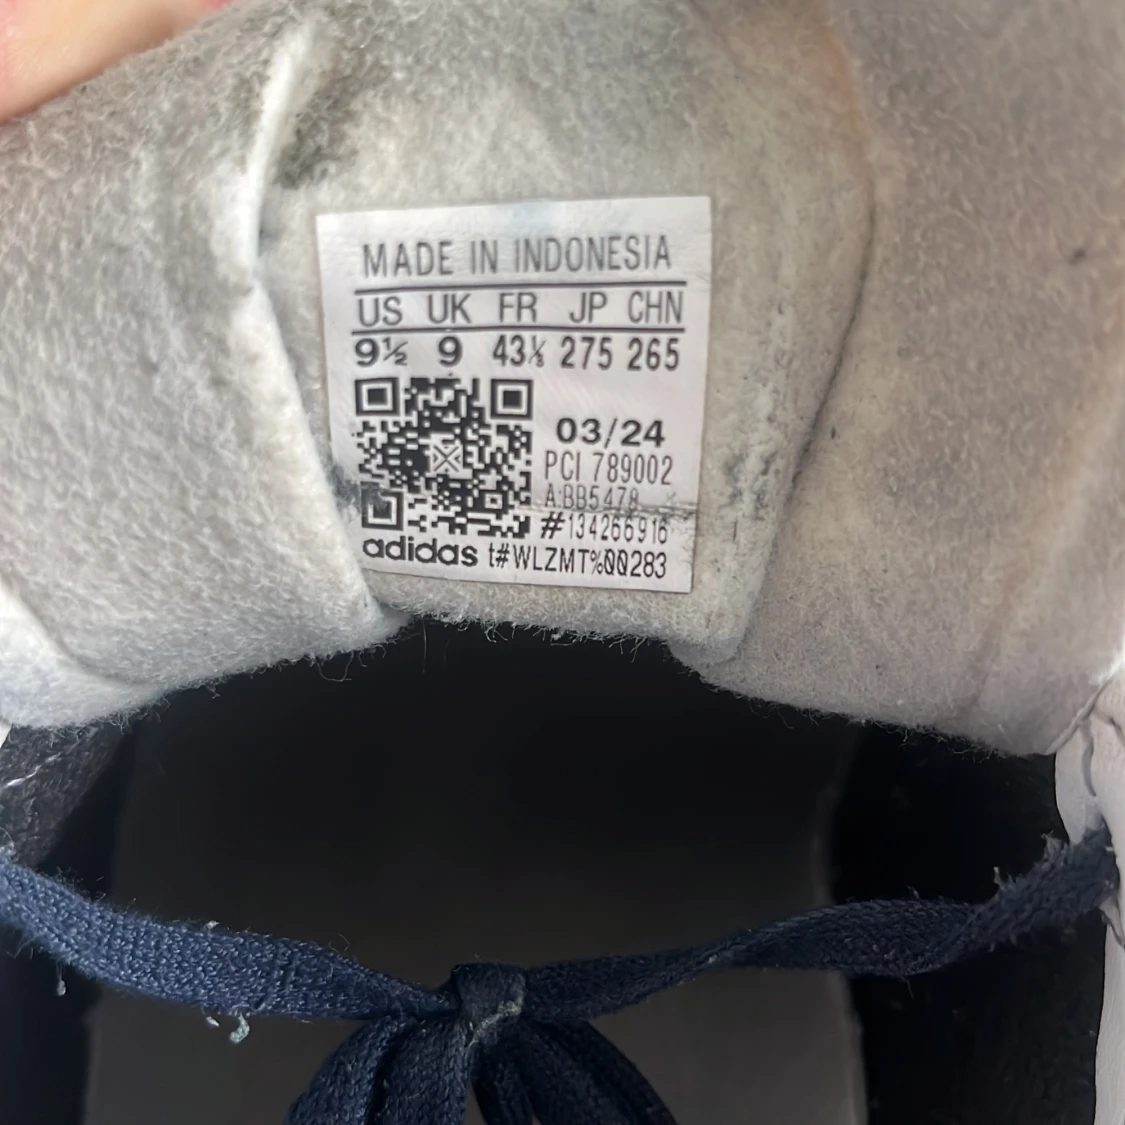 MADE IN INDONESIA
US UK FR JP CHN
9½ 9 43⅓ 275 265
03/24
PCI 789002
A:BB5478
#134266916
adidas t#WLZMT%00283